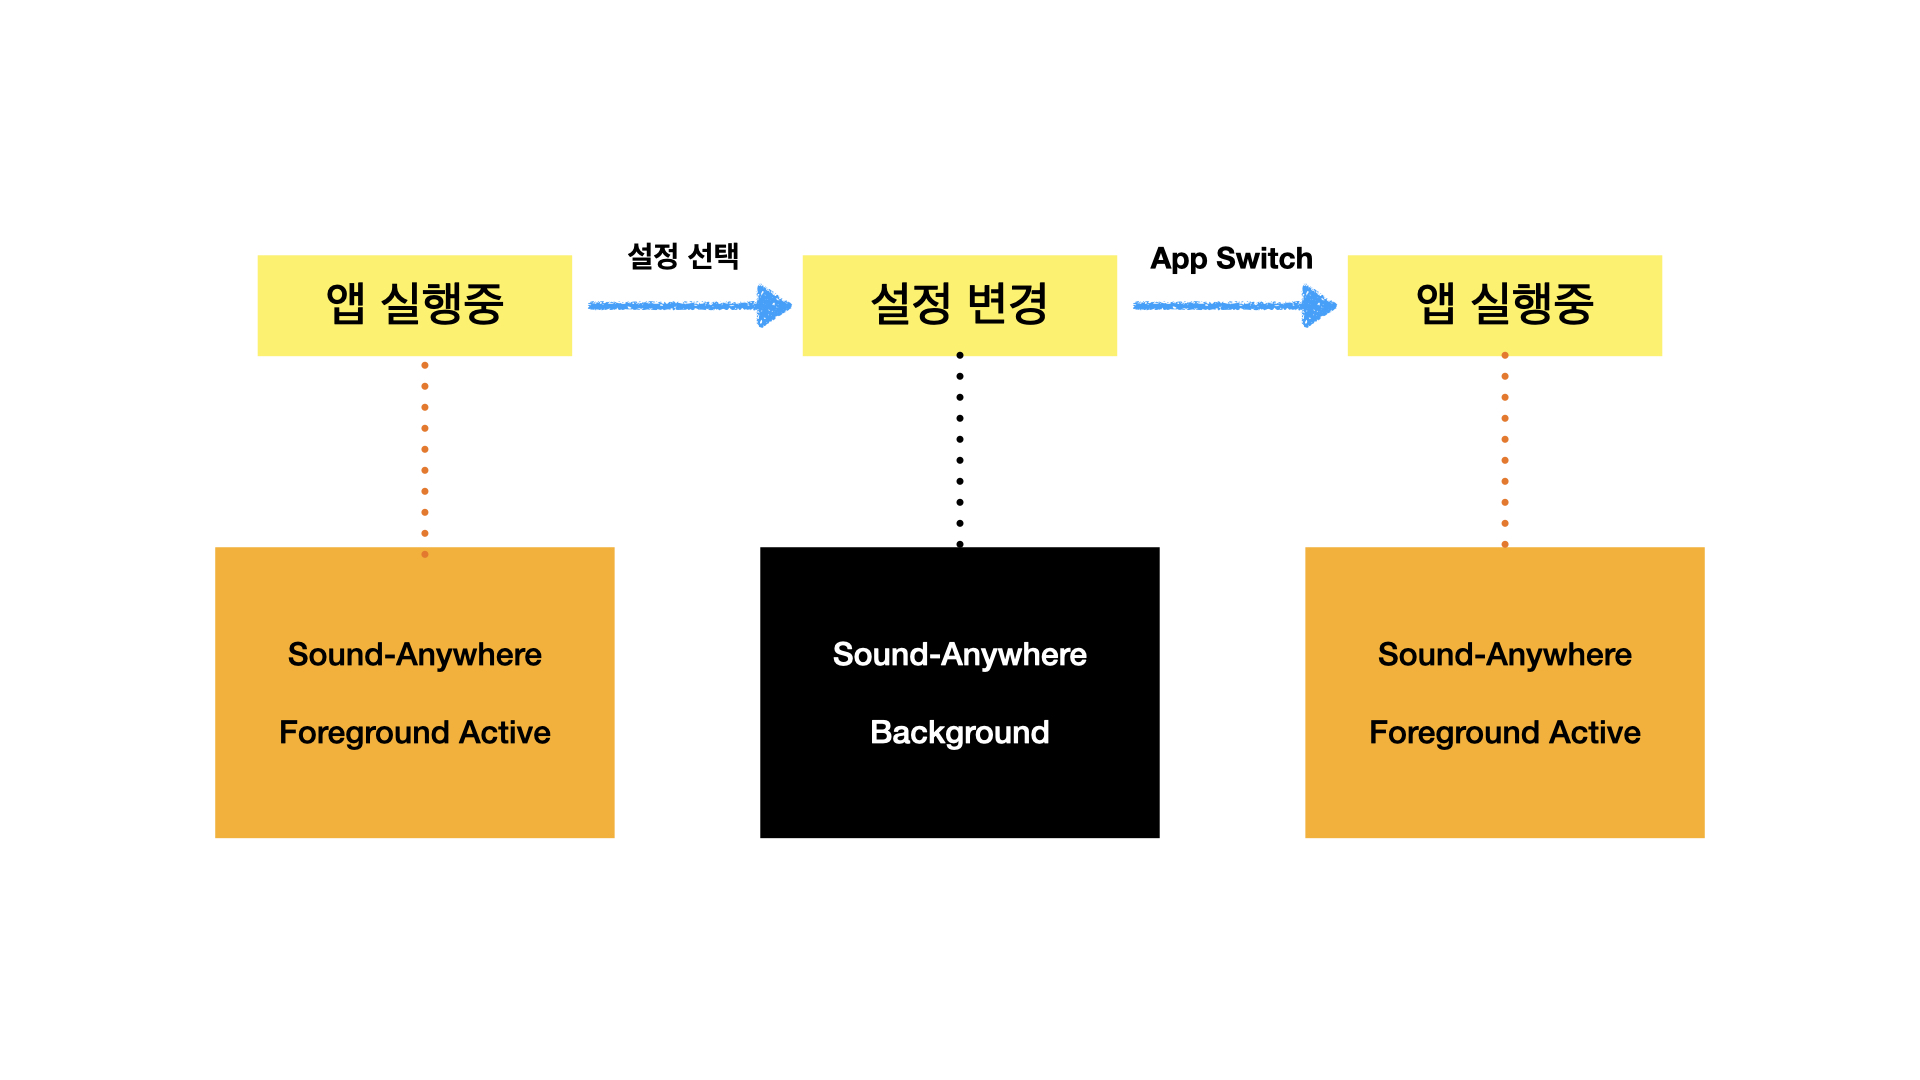 앱 실행중
설정 선택
설정 변경
App Switch
앱 실행중
Sound-Anywhere
Foreground Active
Sound-Anywhere
Background
Sound-Anywhere
Foreground Active